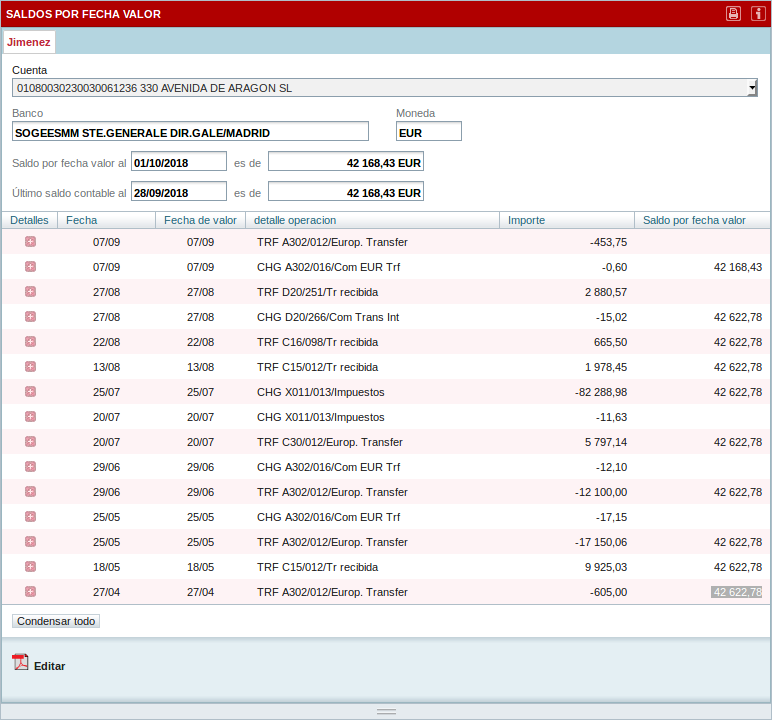 SALDOS POR FECHA VALOR
Jimenez
Cuenta
01080030230030061236 330 AVENIDA DE ARAGON SL
Banco Moneda
SOGEESMM STE.GENERALE DIR.GALE/MADRID EUR
Saldo por fecha valor al 01/10/2018 es de 42 168,43 EUR
Último saldo contable al 28/09/2018 es de 42 168,43 EUR
Detalles Fecha Fecha de valor detalle operacion Importe Saldo por fecha valor
07/09 07/09 TRF A302/012/Europ. Transfer -453,75
07/09 07/09 CHG A302/016/Com EUR Trf -0,60 42 168,43
27/08 27/08 TRF D20/251/Tr recibida 2 880,57
27/08 27/08 CHG D20/266/Com Trans Int -15,02 42 622,78
22/08 22/08 TRF C16/098/Tr recibida 665,50 42 622,78
13/08 13/08 TRF C15/012/Tr recibida 1 978,45 42 622,78
25/07 25/07 CHG X011/013/Impuestos -82 288,98 42 622,78
20/07 20/07 CHG X011/013/Impuestos -11,63
20/07 20/07 TRF C30/012/Europ. Transfer 5 797,14 42 622,78
29/06 29/06 CHG A302/016/Com EUR Trf -12,10
29/06 29/06 TRF A302/012/Europ. Transfer -12 100,00 42 622,78
25/05 25/05 CHG A302/016/Com EUR Trf -17,15
25/05 25/05 TRF A302/012/Europ. Transfer -17 150,06 42 622,78
18/05 18/05 TRF C15/012/Tr recibida 9 925,03 42 622,78
27/04 27/04 TRF A302/012/Europ. Transfer -605,00 42 622,78
Condensar todo
Editar